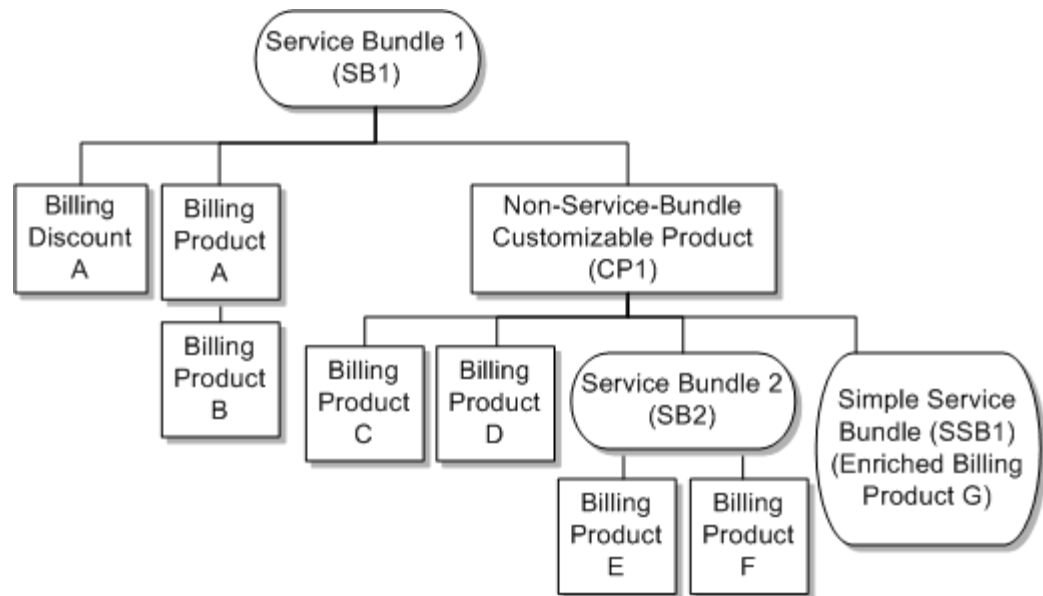 Service Bundle 1
(SB1)
Billing
Discount
A
Billing
Product
A
Non-Service-Bundle
Customizable Product
(CP1)
Billing
Product
B
Billing
Product
C
Billing
Product
D
Service Bundle 2
(SB2)
Simple Service
Bundle (SSB1)
(Enriched Billing
Product G)
Billing
Product
E
Billing
Product
F